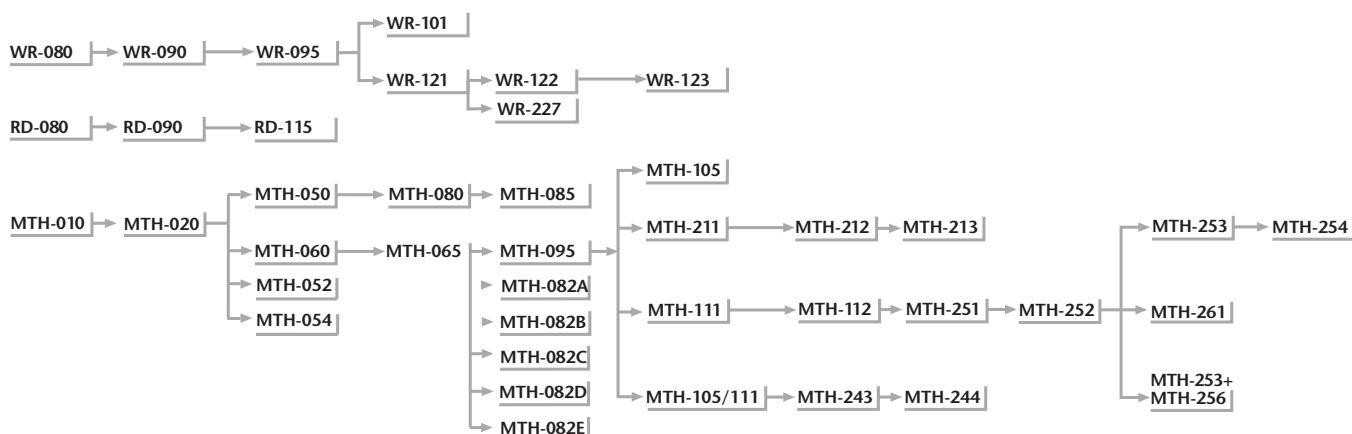 WR-101
WR-080 WR-090 WR-095
WR-121 WR-122 WR-123
WR-227
RD-080 RD-090 RD-115
MTH-105
MTH-050 MTH-080 MTH-085
MTH-010 MTH-020 MTH-211 MTH-212 MTH-213 MTH-253 MTH-254
MTH-060 MTH-065 MTH-095
MTH-052 MTH-082A
MTH-111 MTH-112 MTH-251 MTH-252 MTH-261
MTH-054 MTH-082B
MTH-082C
MTH-253+
MTH-082D MTH-105/111 MTH-243 MTH-244 MTH-256
MTH-082E